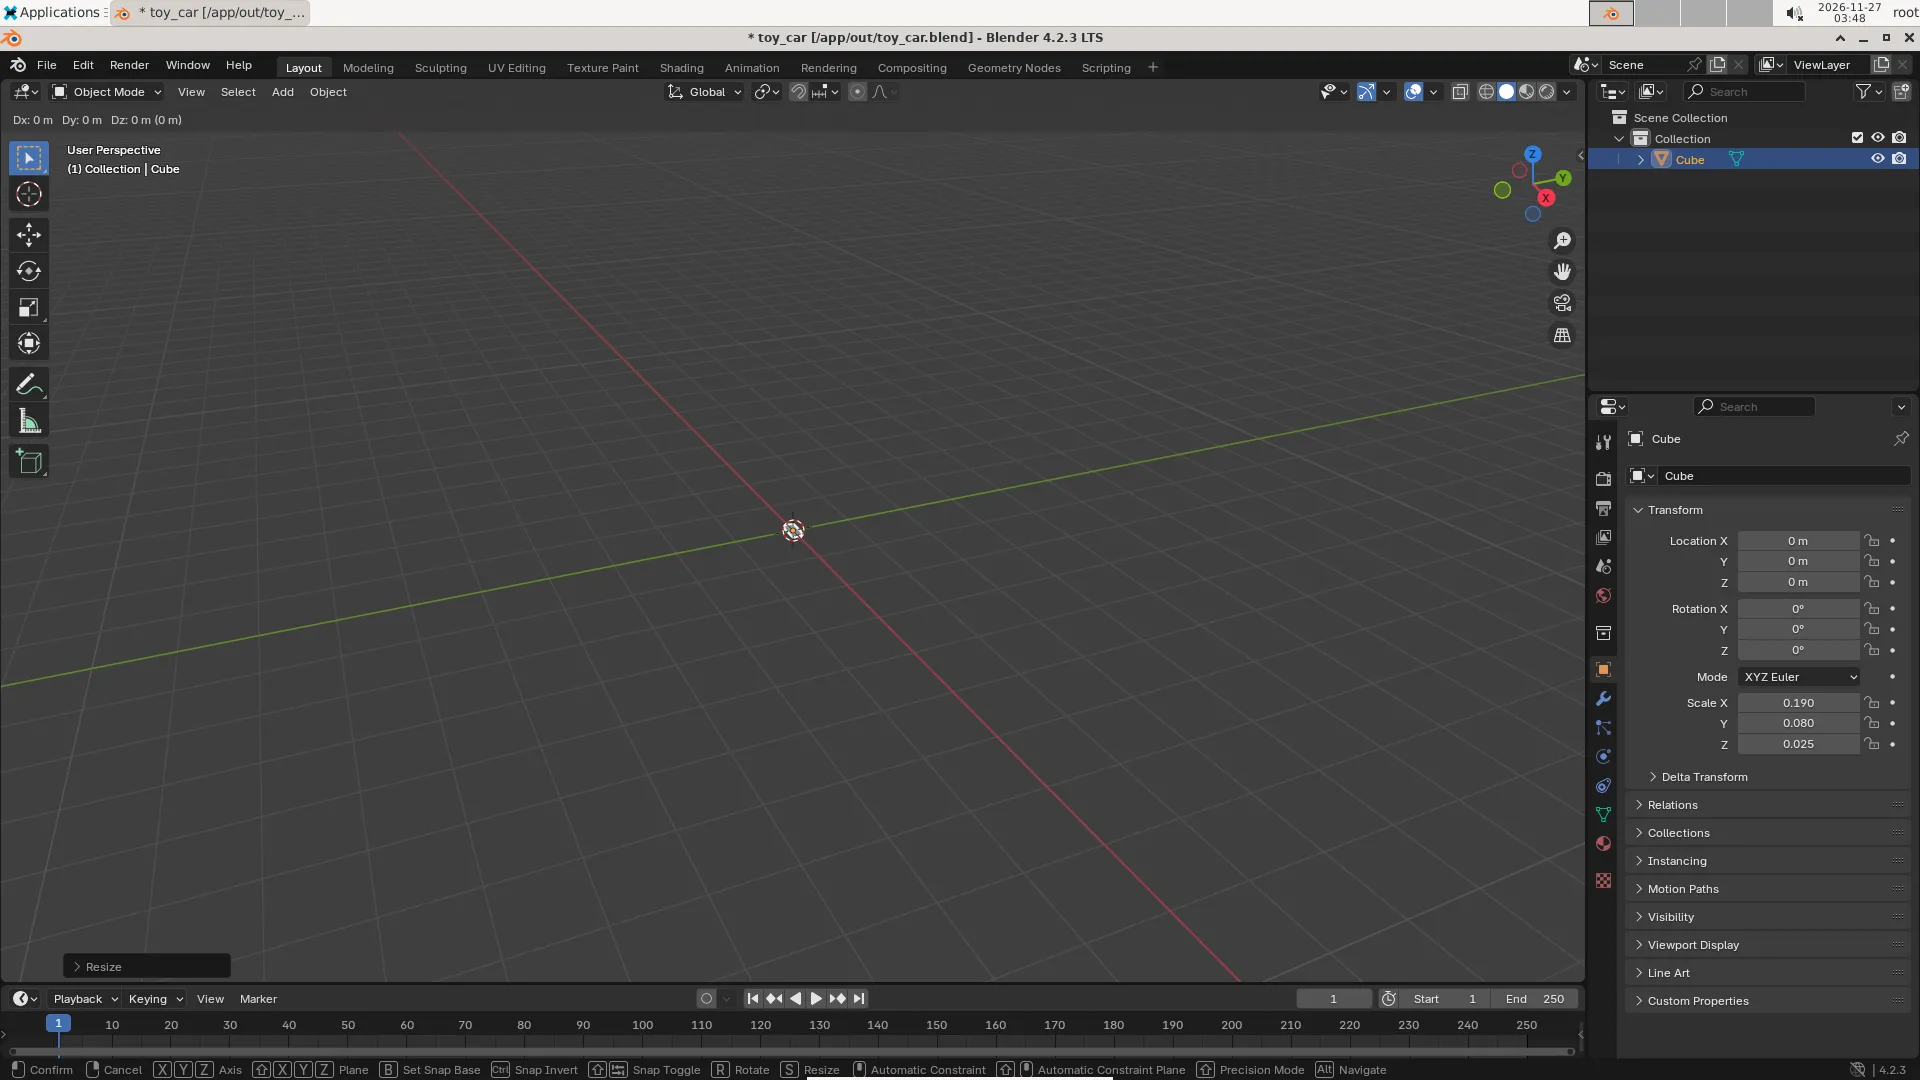 Applications
* toy_car [/app/out/toy_...
2026-11-27
03:48
root
* toy_car [/app/out/toy_car.blend] - Blender 4.2.3 LTS
File Edit Render Window Help
Layout Modeling Sculpting UV Editing Texture Paint Shading Animation Rendering Compositing Geometry Nodes Scripting
Scene
ViewLayer
Object Mode View Select Add Object
Global
Search
Dx: 0 m Dy: 0 m Dz: 0 m (0 m)
User Perspective
(1) Collection | Cube
Z
Y
X
Scene Collection
Collection
Cube
Search
Cube
Cube
Transform
Location X 0 m
Y 0 m
Z 0 m
Rotation X 0°
Y 0°
Z 0°
Mode XYZ Euler
Scale X 0.190
Y 0.080
Z 0.025
Delta Transform
Relations
Collections
Instancing
Motion Paths
Visibility
Viewport Display
Line Art
Custom Properties
Resize
Playback Keying View Marker
1
Start 1
End 250
1 10 20 30 40 50 60 70 80 90 100 110 120 130 140 150 160 170 180 190 200 210 220 230 240 250
Confirm Cancel X Y Z Axis X Y Z Plane B Set Snap Base Ctrl Snap Invert Snap Toggle R Rotate S Resize Automatic Constraint Automatic Constraint Plane Precision Mode Alt Navigate
4.2.3